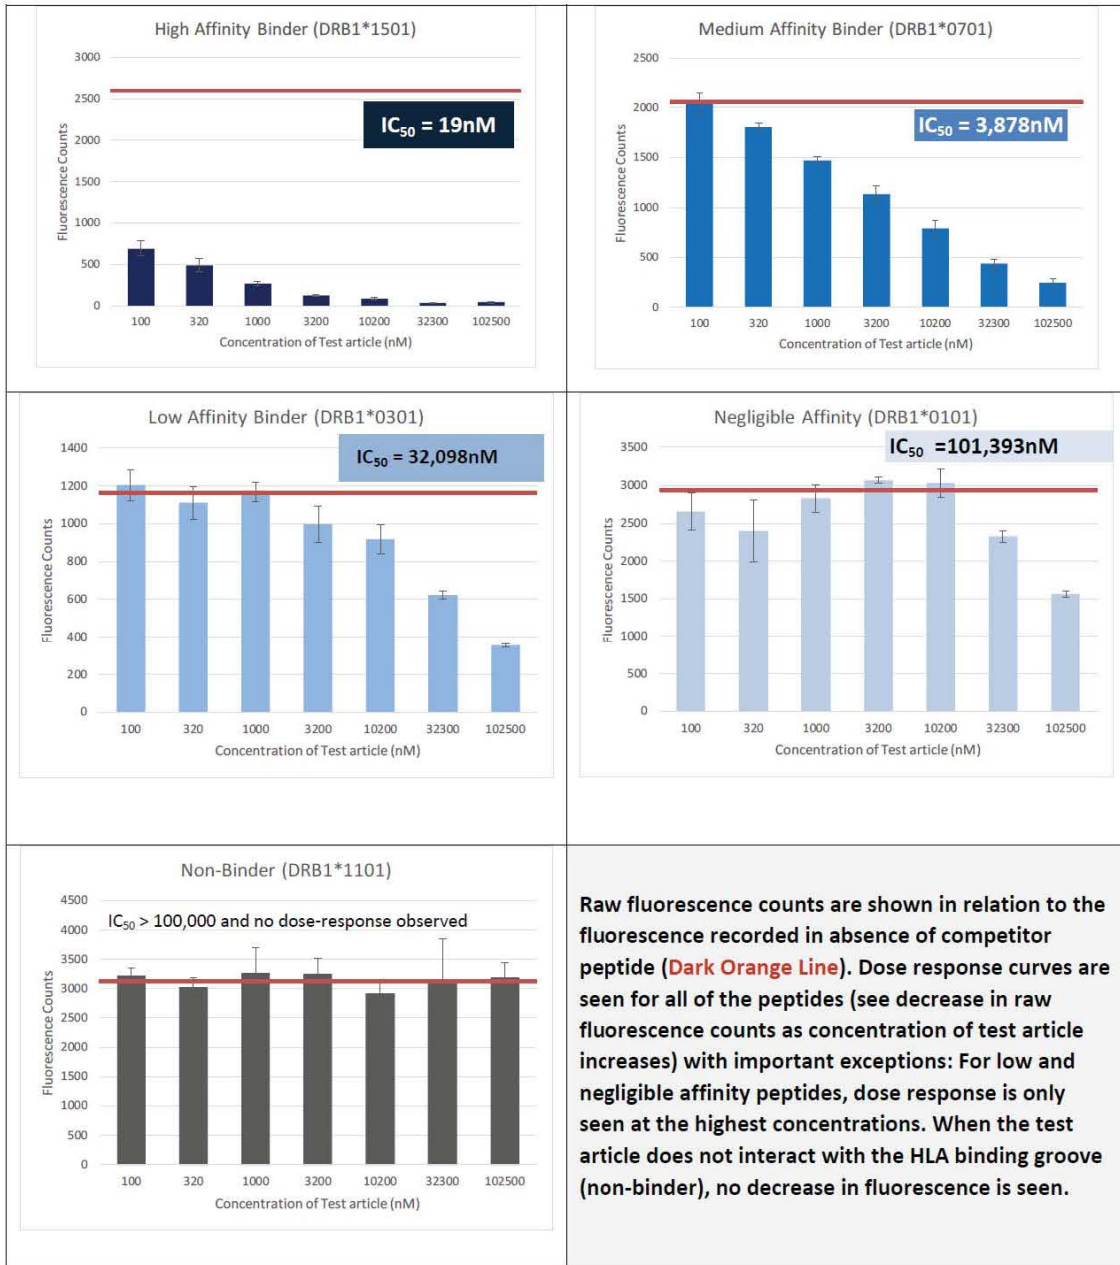 High Affinity Binder (DRB1*1501)
3000
2500
2000
1500
1000
500
0
Fluorescence Counts
IC50 = 19nM
100 320 1000 3200 10200 32300 102500
Concentration of Test article (nM)
Medium Affinity Binder (DRB1*0701)
2500
2000
1500
1000
500
0
Fluorescence Counts
IC50 = 3,878nM
100 320 1000 3200 10200 32300 102500
Concentration of Test article (nM)
Low Affinity Binder (DRB1*0301)
1400
1200
1000
800
600
400
200
0
Fluorescence Counts
IC50 = 32,098nM
100 320 1000 3200 10200 32300 102500
Concentration of Test article (nM)
Negligible Affinity (DRB1*0101)
3500
3000
2500
2000
1500
1000
500
0
Fluorescence Counts
IC50 =101,393nM
100 320 1000 3200 10200 32300 102500
Concentration of Test article (nM)
Non-Binder (DRB1*1101)
4500
4000
3500
3000
2500
2000
1500
1000
500
0
Fluorescence Counts
IC50 > 100,000 and no dose-response observed
100 320 1000 3200 10200 32300 102500
Concentration of Test article (nM)
Raw fluorescence counts are shown in relation to the
fluorescence recorded in absence of competitor
peptide (Dark Orange Line). Dose response curves are
seen for all of the peptides (see decrease in raw
fluorescence counts as concentration of test article
increases) with important exceptions: For low and
negligible affinity peptides, dose response is only
seen at the highest concentrations. When the test
article does not interact with the HLA binding groove
(non-binder), no decrease in fluorescence is seen.